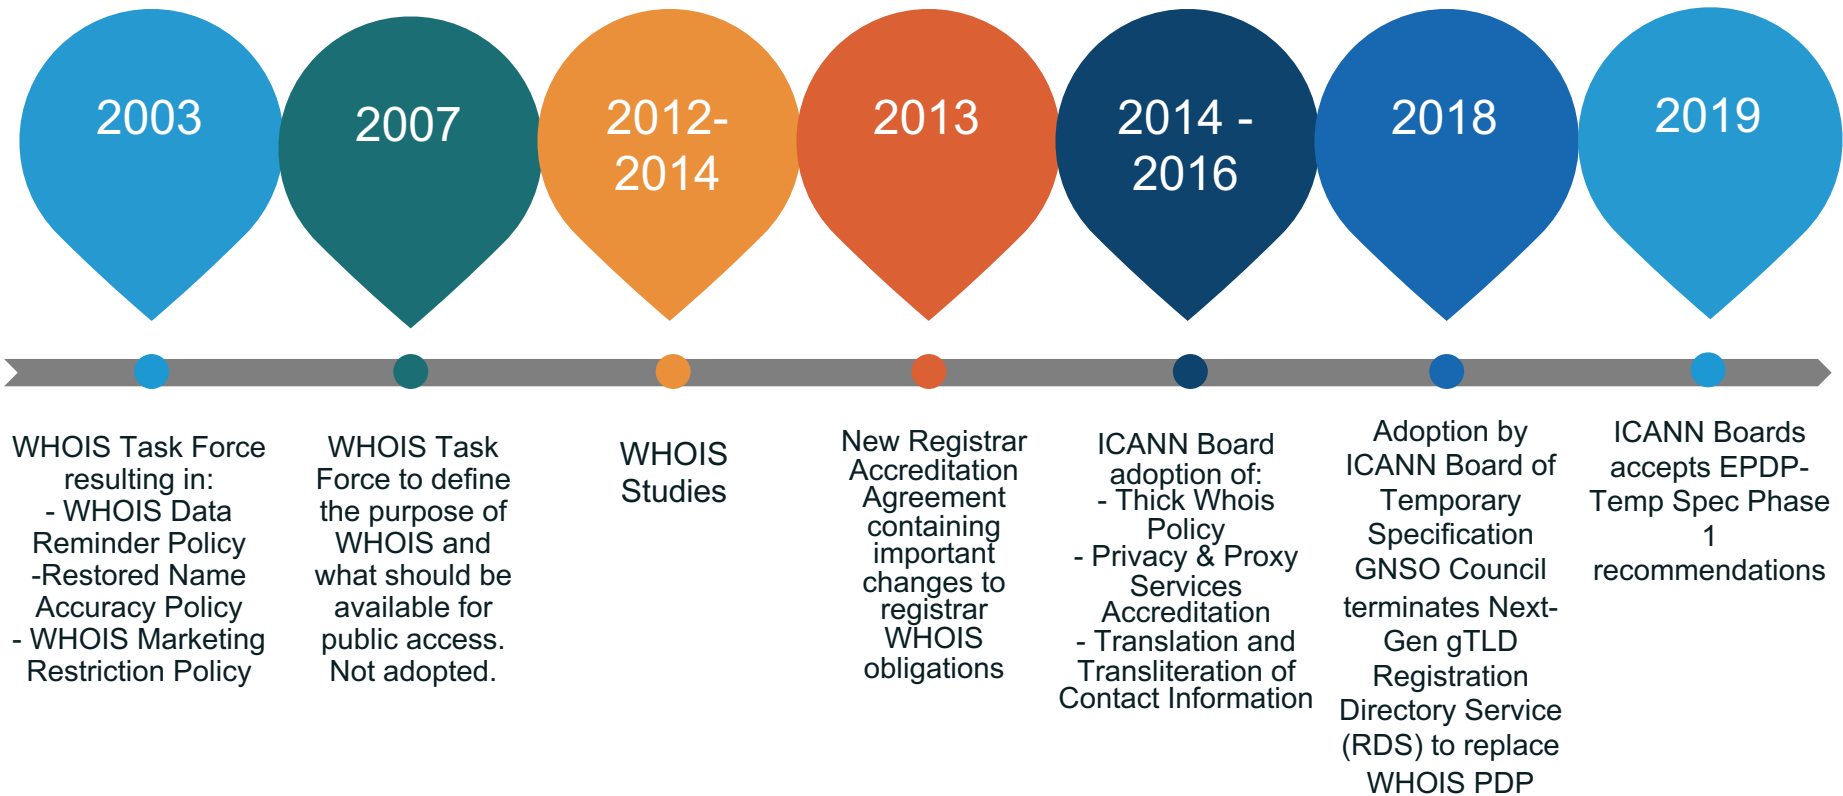 2003
2007
2012-
2014
2013
2014 -
2016
2018
2019
WHOIS Task Force
resulting in:
- WHOIS Data
Reminder Policy
-Restored Name
Accuracy Policy
- WHOIS Marketing
Restriction Policy
WHOIS Task
Force to define
the purpose of
WHOIS and
what should be
available for
public access.
Not adopted.
WHOIS
Studies
New Registrar
Accreditation
Agreement
containing
important
changes to
registrar
WHOIS
obligations
ICANN Board
adoption of:
- Thick Whois
Policy
- Privacy & Proxy
Services
Accreditation
- Translation and
Transliteration of
Contact Information
Adoption by
ICANN Board of
Temporary
Specification
GNSO Council
terminates Next-
Gen gTLD
Registration
Directory Service
(RDS) to replace
WHOIS PDP
ICANN Boards
accepts EPDP-
Temp Spec Phase
1
recommendations